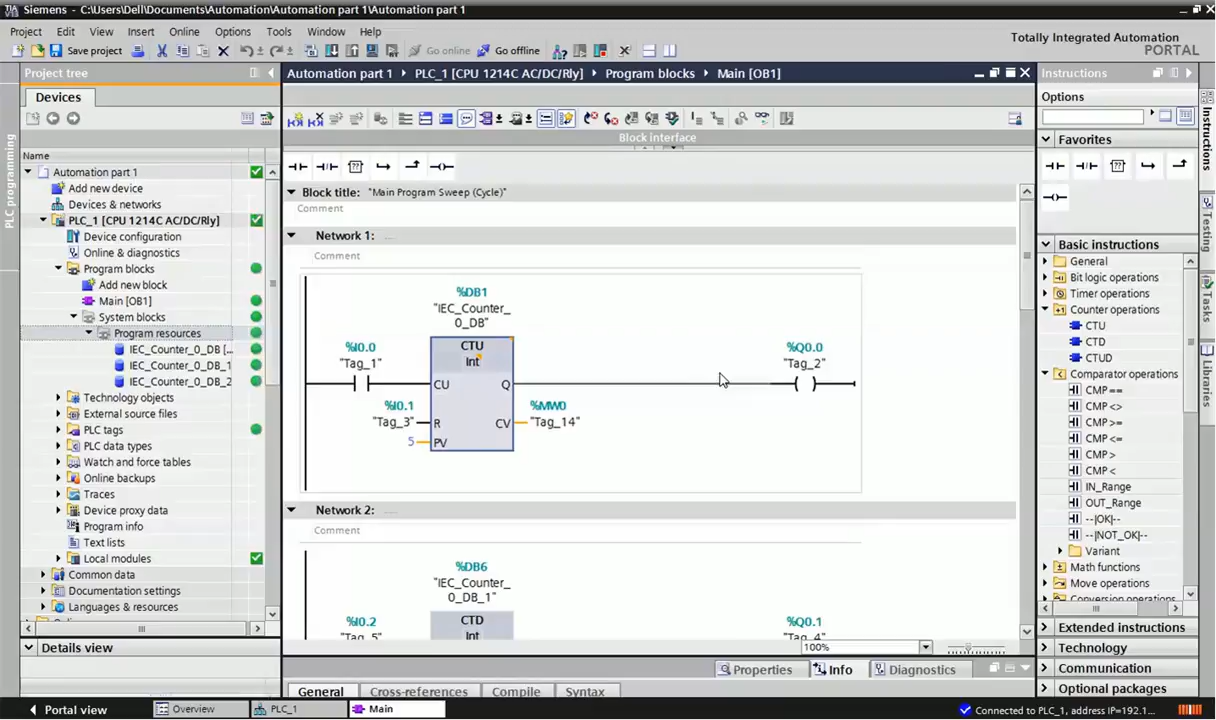 Siemens - C:\Users\Dell\Documents\Automation\Automation part 1\Automation part 1
Project Edit View Insert Online Options Tools Window Help
Totally Integrated Automation
PORTAL
Save project Go online Go offline
Project tree
Automation part 1 PLC_1 [CPU 1214C AC/DC/Rly] Program blocks Main [OB1]
Instructions
Devices
Options
PLC programming
Block interface
Name
Automation part 1
Add new device
Devices & networks
PLC_1 [CPU 1214C AC/DC/Rly]
Device configuration
Online & diagnostics
Program blocks
Add new block
Main [OB1]
System blocks
Program resources
IEC_Counter_0_DB [...
IEC_Counter_0_DB_1
IEC_Counter_0_DB_2
Technology objects
External source files
PLC tags
PLC data types
Watch and force tables
Online backups
Traces
Device proxy data
Program info
Text lists
Local modules
Common data
Documentation settings
Languages & resources
Details view
Block title: "Main Program Sweep (Cycle)"
Comment
Network 1: .....
Comment
%DB1
"IEC_Counter_
0_DB"
CTU
Int
%I0.0
"Tag_1"
CU Q
%Q0.0
"Tag_2"
%I0.1
"Tag_3" R
%MW0
CV "Tag_14"
5 PV
Network 2: .....
Comment
%DB6
"IEC_Counter_
0_DB_1"
CTD
Int
%I0.2
"Tag_5"
%Q0.1
"Tag_4"
100%
Properties Info Diagnostics
General Cross-references Compile Syntax
Favorites
Basic instructions
General
Bit logic operations
Timer operations
Counter operations
CTU
CTD
CTUD
Comparator operations
CMP ==
CMP <>
CMP >=
CMP <=
CMP >
CMP <
IN_Range
OUT_Range
--|OK|--
--|NOT_OK|--
Variant
Math functions
Move operations
Conversion operations
Extended instructions
Technology
Communication
Optional packages
Instructions
Testing
Tasks
Libraries
Portal view Overview PLC_1 Main
Connected to PLC_1, address IP=192.1...